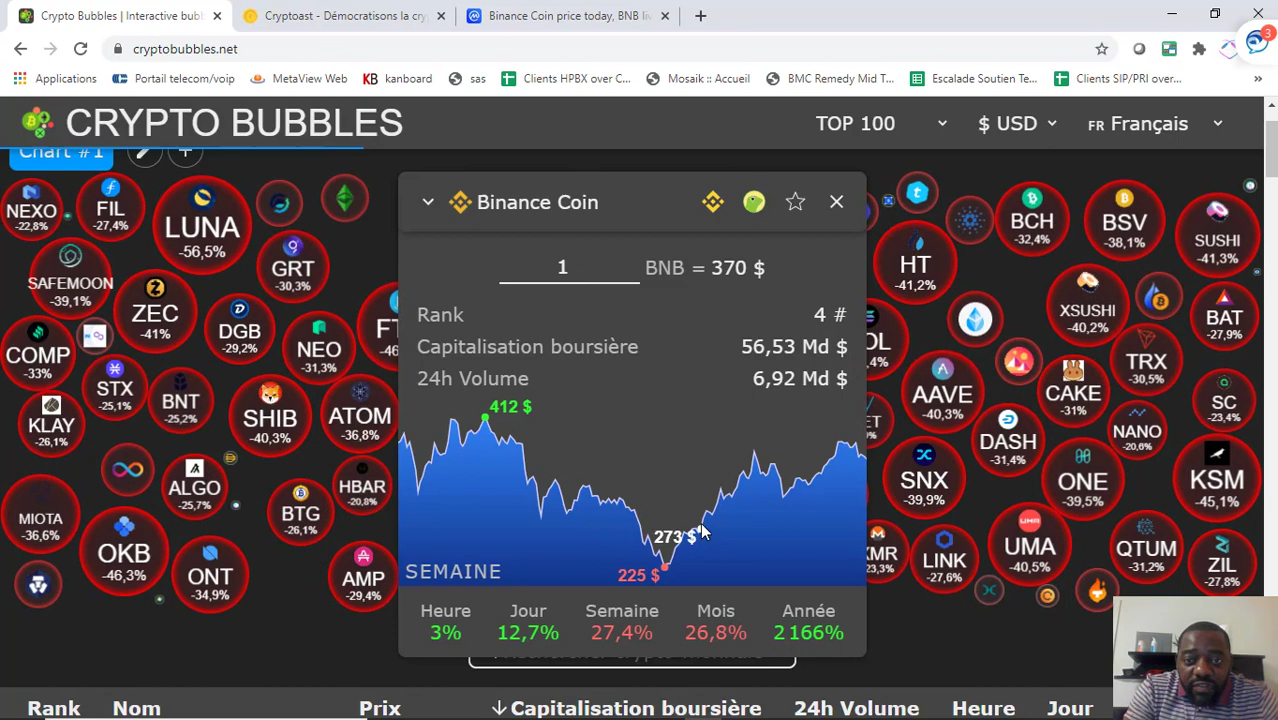 Crypto Bubbles | Interactive bubb
Cryptoast - Démocratisons la cry
Binance Coin price today, BNB li
cryptobubbles.net
3
Applications
Portail telecom/voip
MetaView Web
KB kanboard
sas
Clients HPBX over C...
Mosaik :: Accueil
BMC Remedy Mid T...
Escalade Soutien Te...
Clients SIP/PRI over...
CRYPTO BUBBLES
TOP 100
$ USD
FR Français
Chart #1
Binance Coin
1 BNB = 370 $
Rank 4 #
Capitalisation boursière 56,53 Md $
24h Volume 6,92 Md $
412 $
273 $
225 $
SEMAINE
Heure Jour Semaine Mois Année
3% 12,7% 27,4% 26,8% 2 166%
NEXO
-22,8%
FIL
-27,4%
LUNA
-56,5%
SAFEMOON
-39,1%
ZEC
-41%
GRT
-30,3%
COMP
-33%
DGB
-29,2%
NEO
-31,3%
STX
-25,1%
BNT
-25,2%
SHIB
-40,3%
ATOM
-36,8%
KLAY
-26,1%
ALGO
-25,7%
HBAR
-20,8%
MIOTA
-36,6%
BTG
-26,1%
OKB
-46,3%
ONT
-34,9%
AMP
-29,4%
BCH
-32,4%
BSV
-38,1%
SUSHI
-41,3%
HT
-41,2%
XSUSHI
-40,2%
BAT
-27,9%
AAVE
-40,3%
CAKE
-31%
TRX
-30,5%
DASH
-31,4%
NANO
-20,6%
SC
-23,4%
SNX
-39,9%
ONE
-39,5%
KSM
-45,1%
LINK
-27,6%
UMA
-40,5%
QTUM
-31,2%
ZIL
-27,8%
Rank Nom Prix Capitalisation boursière 24h Volume Heure Jour